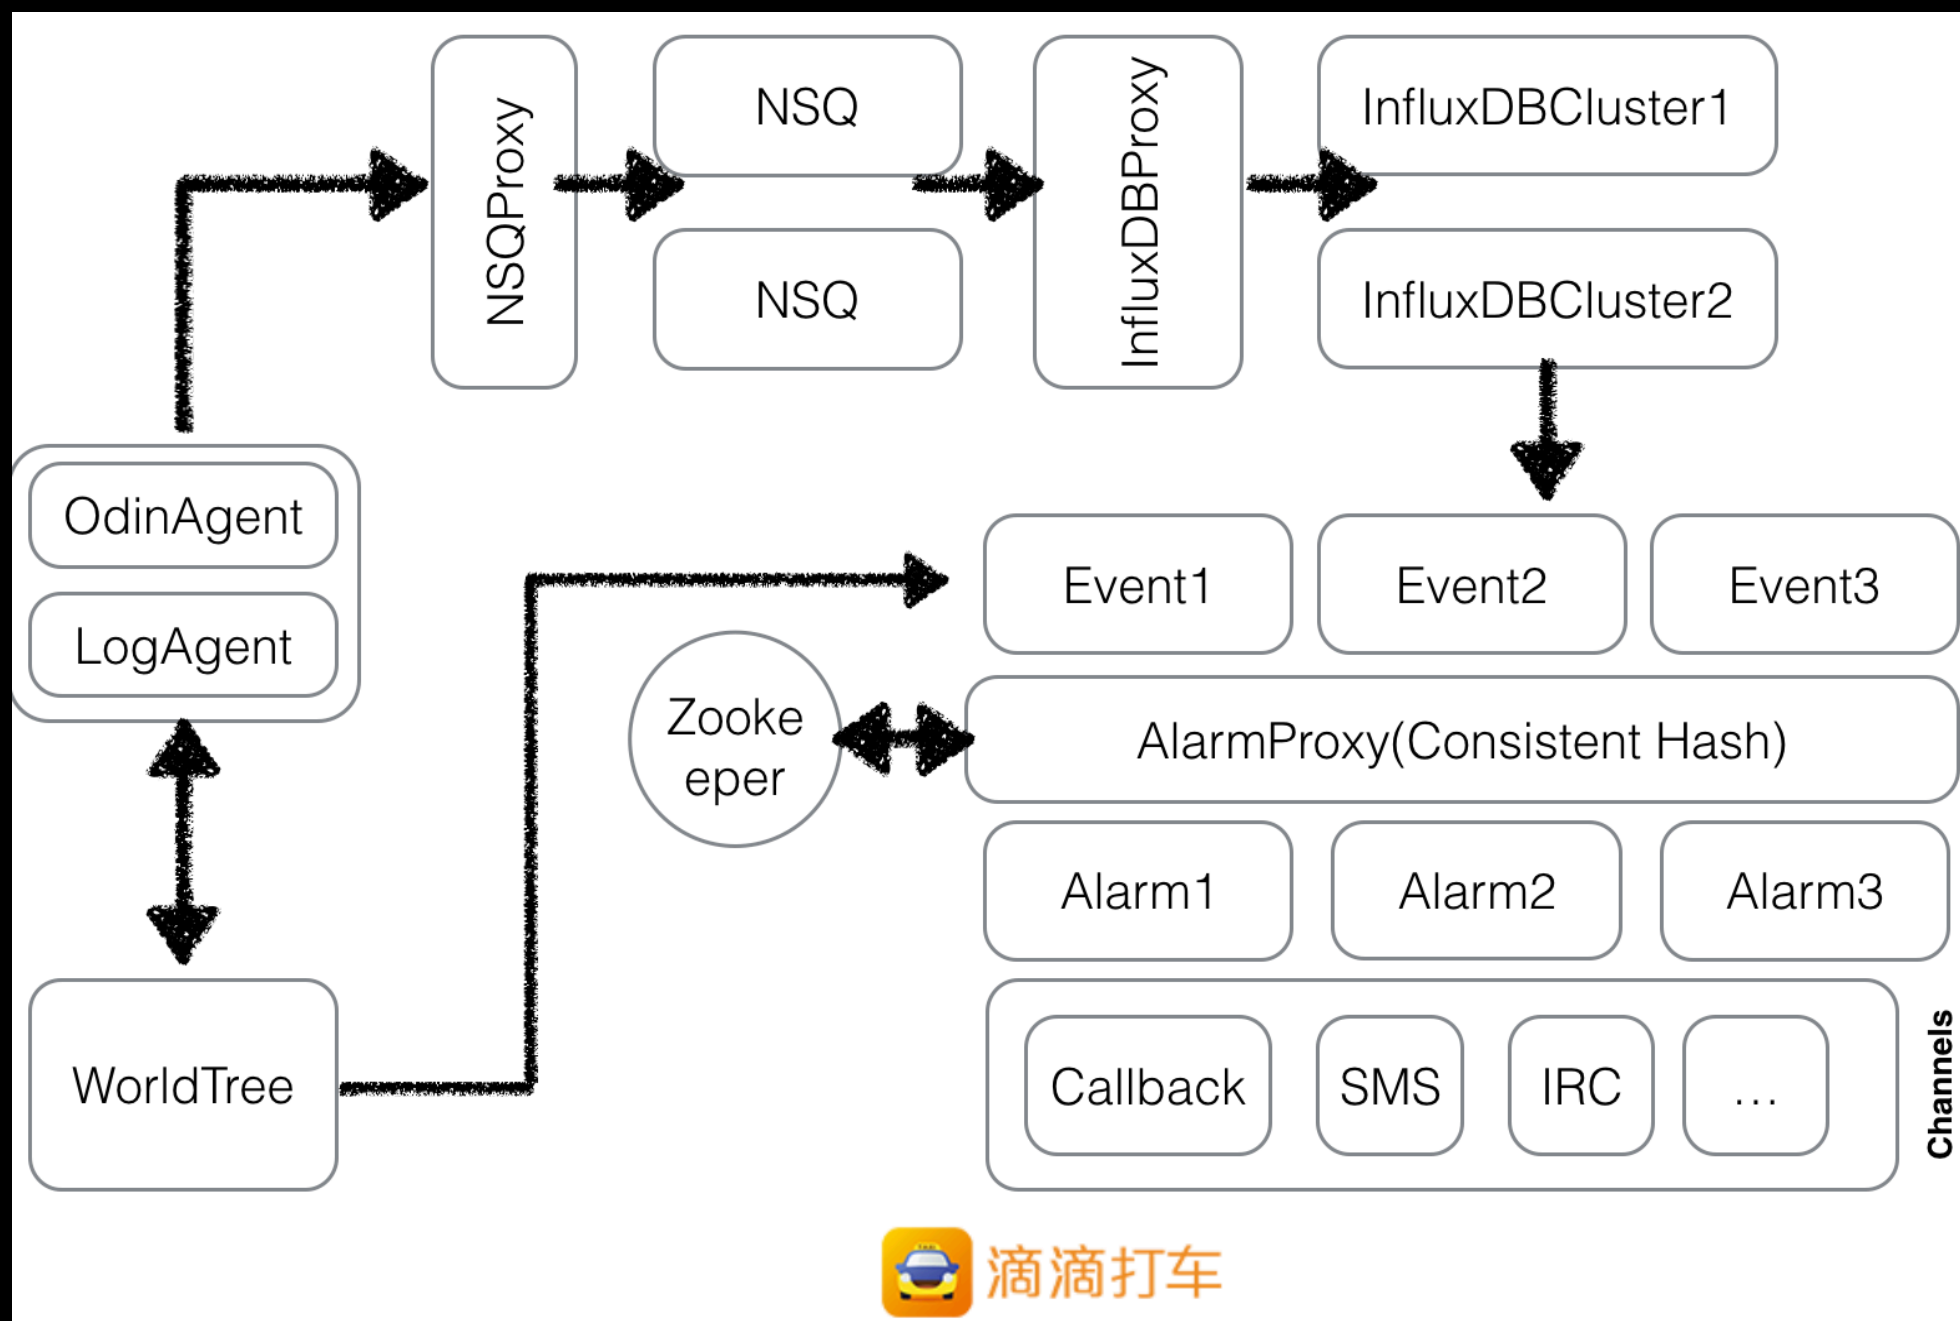 NSQProxy
NSQ
NSQ
InfluxDBProxy
InfluxDBCluster1
InfluxDBCluster2
OdinAgent
LogAgent
WorldTree
Event1
Event2
Event3
Zooke
eper
AlarmProxy(Consistent Hash)
Alarm1
Alarm2
Alarm3
Callback
SMS
IRC
...
Channels
滴滴打车